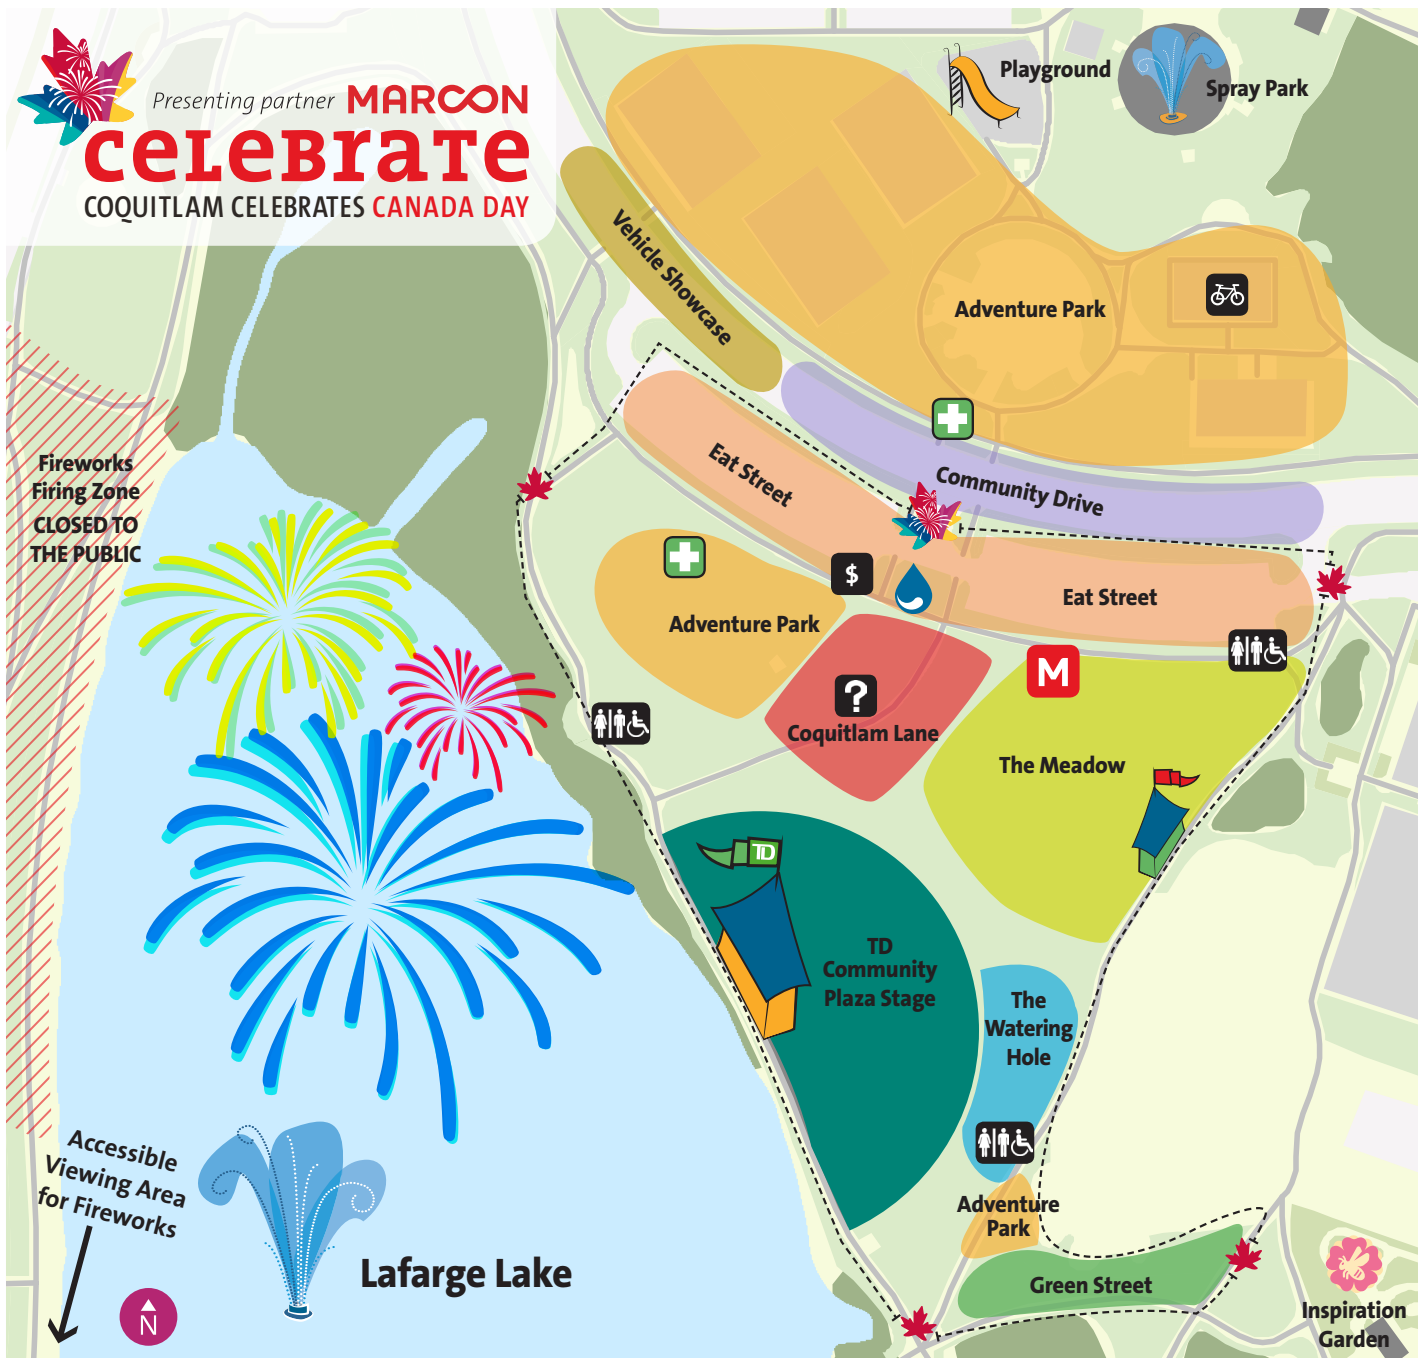 Presenting partner MARCON
CELEBRATE
COQUITLAM CELEBRATES CANADA DAY
Playground
Spray Park
Vehicle Showcase
Adventure Park
Eat Street
Community Drive
Fireworks
Firing Zone
CLOSED TO
THE PUBLIC
$
Eat Street
Adventure Park
M
?
Coquitlam Lane
The Meadow
TD
TD
Community
Plaza Stage
The
Watering
Hole
Accessible
Viewing Area
for Fireworks
Adventure
Park
Lafarge Lake
Green Street
N
Inspiration
Garden